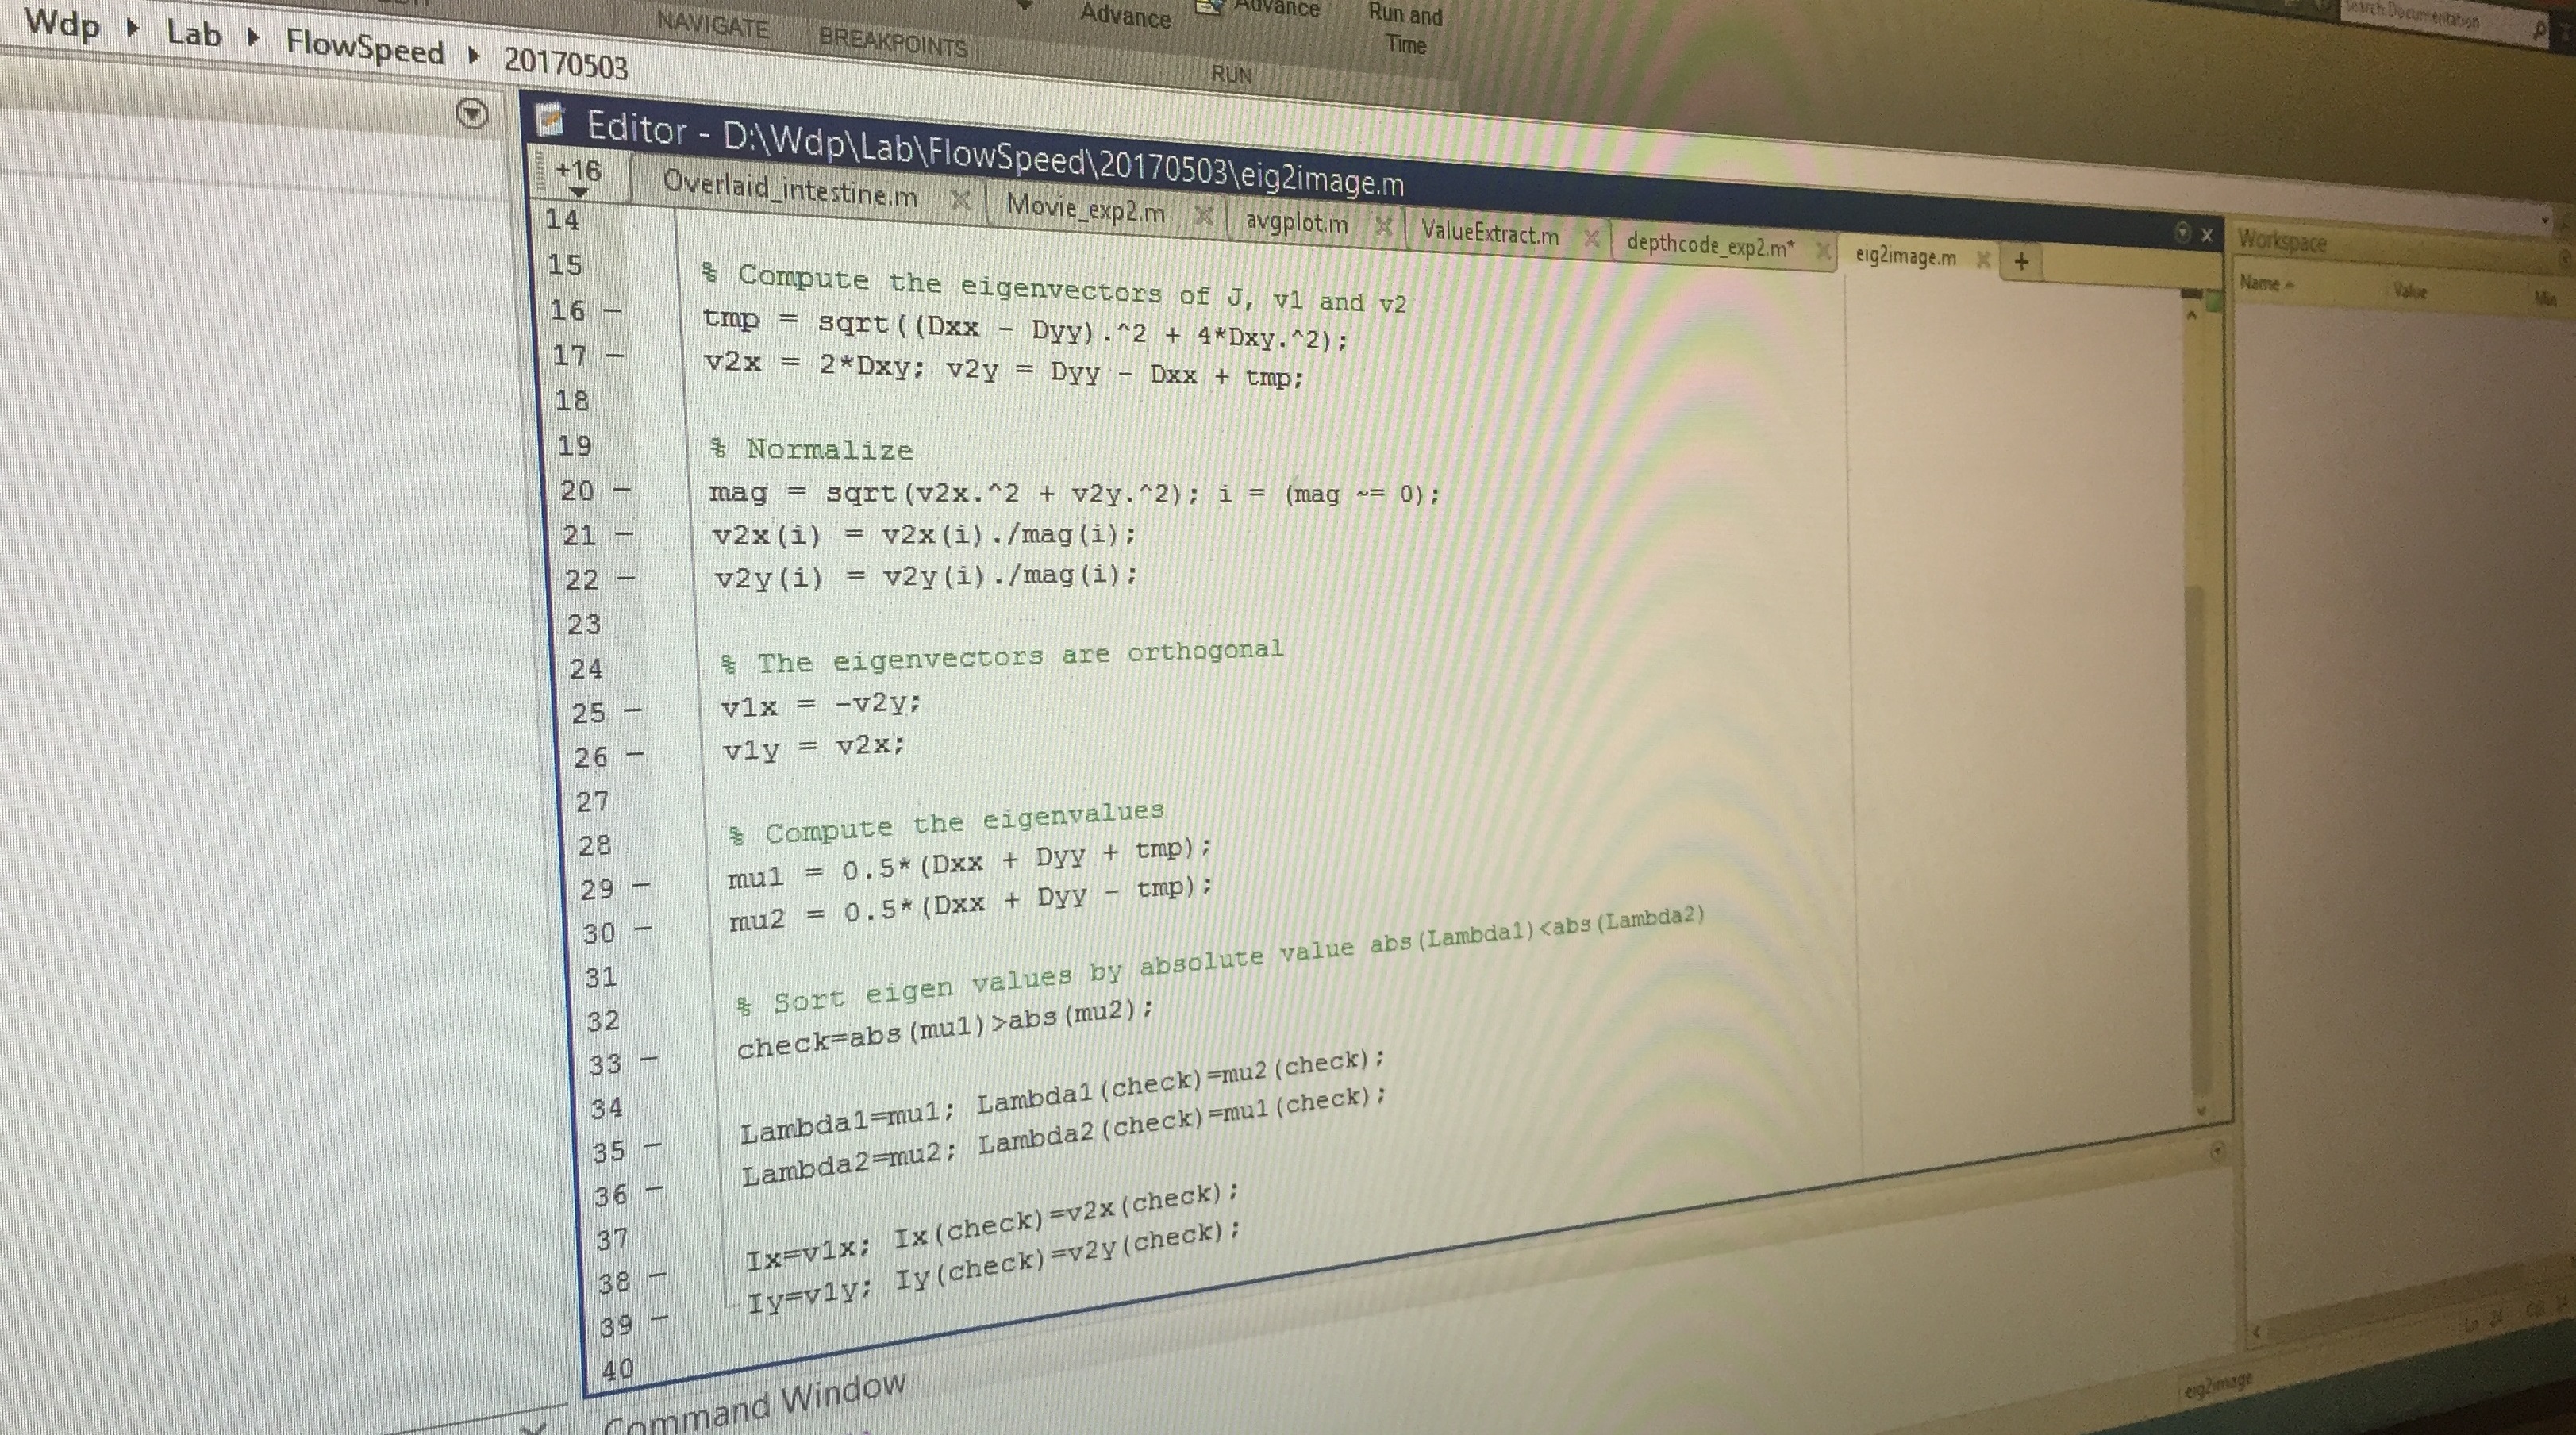 NAVIGATE
BREAKPOINTS
Advance
Advance
Run and
Time
RUN
Search Documentation
Wdp
Lab
FlowSpeed
20170503
Editor - D:\Wdp\Lab\FlowSpeed\20170503\eig2image.m
+16
Overlaid_intestine.m
Movie_exp2.m
avgplot.m
ValueExtract.m
depthcode_exp2.m*
eig2image.m
+
14
15 % Compute the eigenvectors of J, v1 and v2
16 – tmp = sqrt((Dxx - Dyy).^2 + 4*Dxy.^2);
17 – v2x = 2*Dxy; v2y = Dyy - Dxx + tmp;
18
19 % Normalize
20 – mag = sqrt(v2x.^2 + v2y.^2); i = (mag ~= 0);
21 – v2x(i) = v2x(i)./mag(i);
22 – v2y(i) = v2y(i)./mag(i);
23
24 % The eigenvectors are orthogonal
25 – v1x = -v2y;
26 – v1y = v2x;
27
28 % Compute the eigenvalues
29 – mu1 = 0.5*(Dxx + Dyy + tmp);
30 – mu2 = 0.5*(Dxx + Dyy - tmp);
31
32 % Sort eigen values by absolute value abs(Lambda1)<abs(Lambda2)
33 – check=abs(mu1)>abs(mu2);
34
35 – Lambda1=mu1; Lambda1(check)=mu2(check);
36 – Lambda2=mu2; Lambda2(check)=mu1(check);
37
38 – Ix=v1x; Ix(check)=v2x(check);
39 – Iy=v1y; Iy(check)=v2y(check);
40
Workspace
Name
Value
Min
Command Window
eig2image